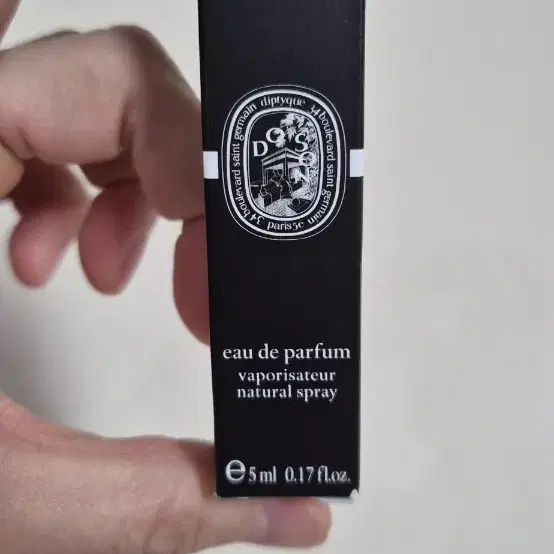 34 boulevard saint germain diptyque 34 boulevard saint germain paris 5e
DO SON
eau de parfum
vaporisateur
natural spray
e 5 ml 0.17 fl.oz.